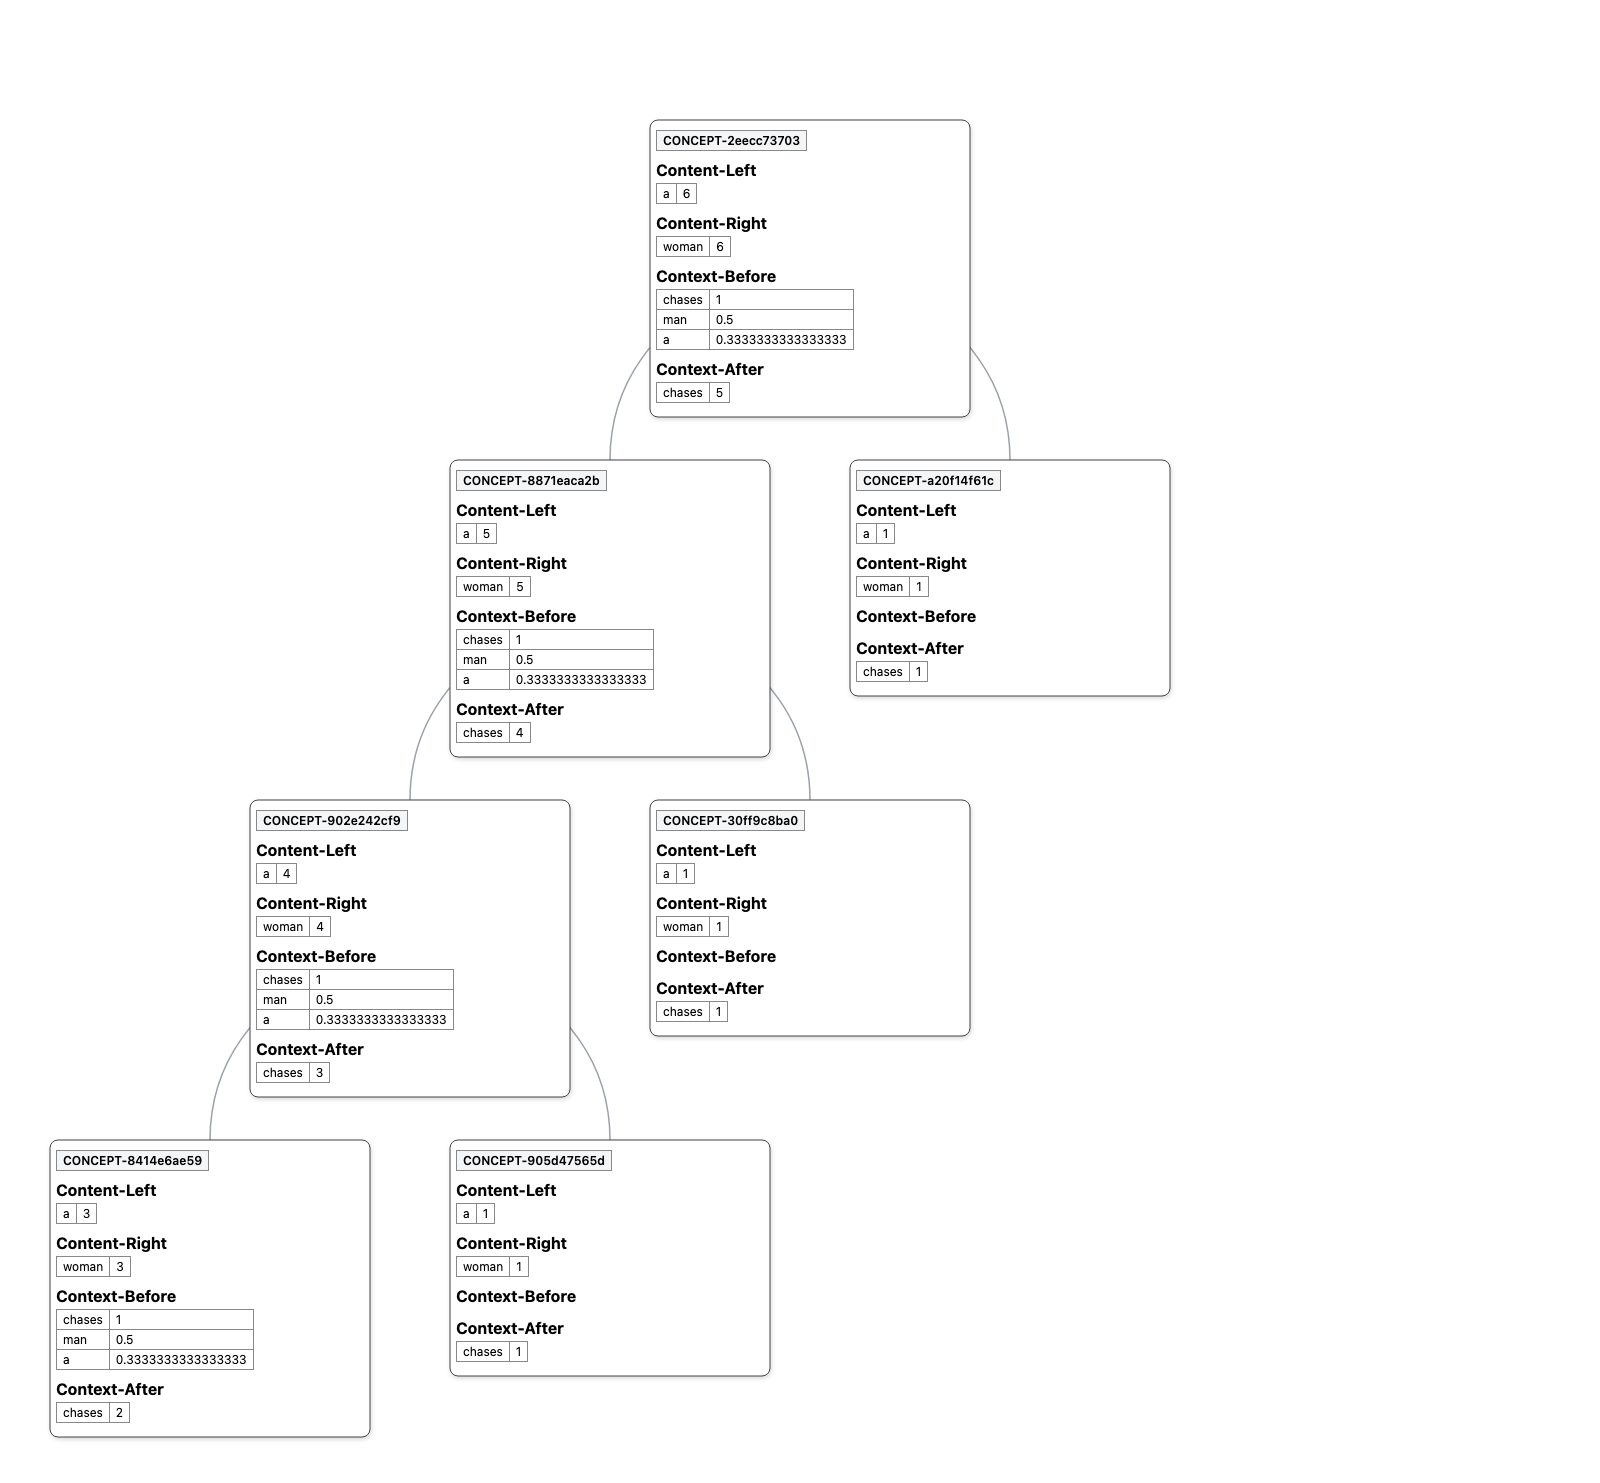 CONCEPT-2eecc73703
Content-Left
a 6
Content-Right
woman 6
Context-Before
chases 1
man 0.5
a 0.3333333333333333
Context-After
chases 5
CONCEPT-8871eaca2b
Content-Left
a 5
Content-Right
woman 5
Context-Before
chases 1
man 0.5
a 0.3333333333333333
Context-After
chases 4
CONCEPT-a20f14f61c
Content-Left
a 1
Content-Right
woman 1
Context-Before
Context-After
chases 1
CONCEPT-902e242cf9
Content-Left
a 4
Content-Right
woman 4
Context-Before
chases 1
man 0.5
a 0.3333333333333333
Context-After
chases 3
CONCEPT-30ff9c8ba0
Content-Left
a 1
Content-Right
woman 1
Context-Before
Context-After
chases 1
CONCEPT-8414e6ae59
Content-Left
a 3
Content-Right
woman 3
Context-Before
chases 1
man 0.5
a 0.3333333333333333
Context-After
chases 2
CONCEPT-905d47565d
Content-Left
a 1
Content-Right
woman 1
Context-Before
Context-After
chases 1